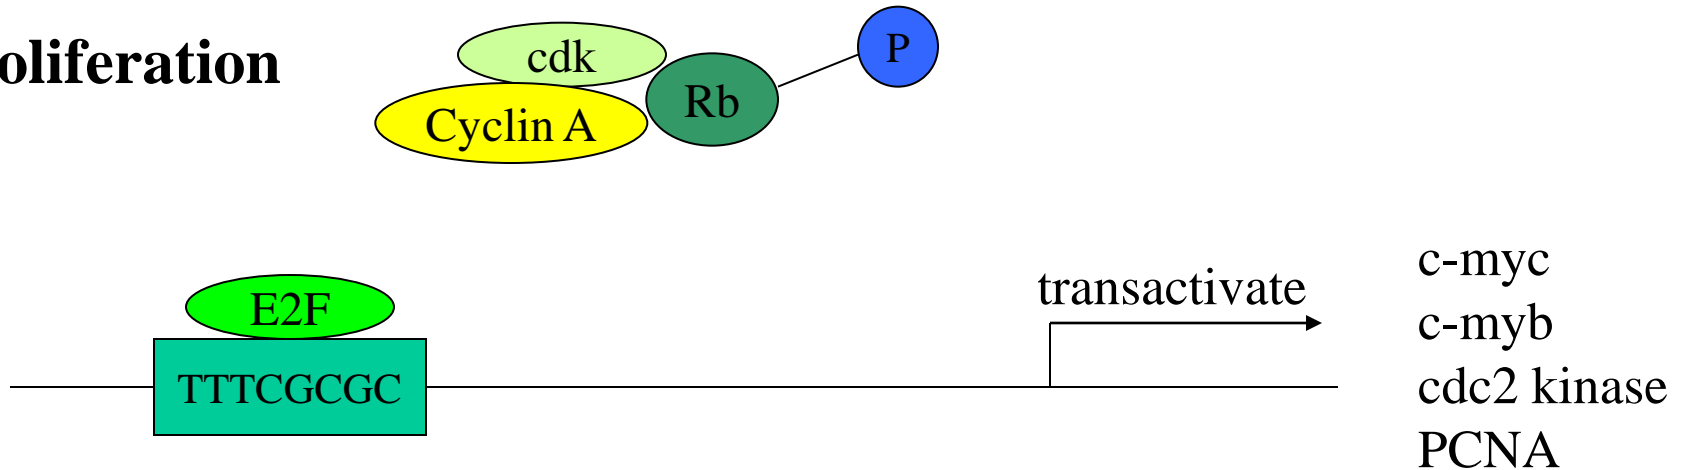 oliferation
cdk
P
Rb
Cyclin A
transactivate
E2F
TTTCGCGC
c-myc
c-myb
cdc2 kinase
PCNA